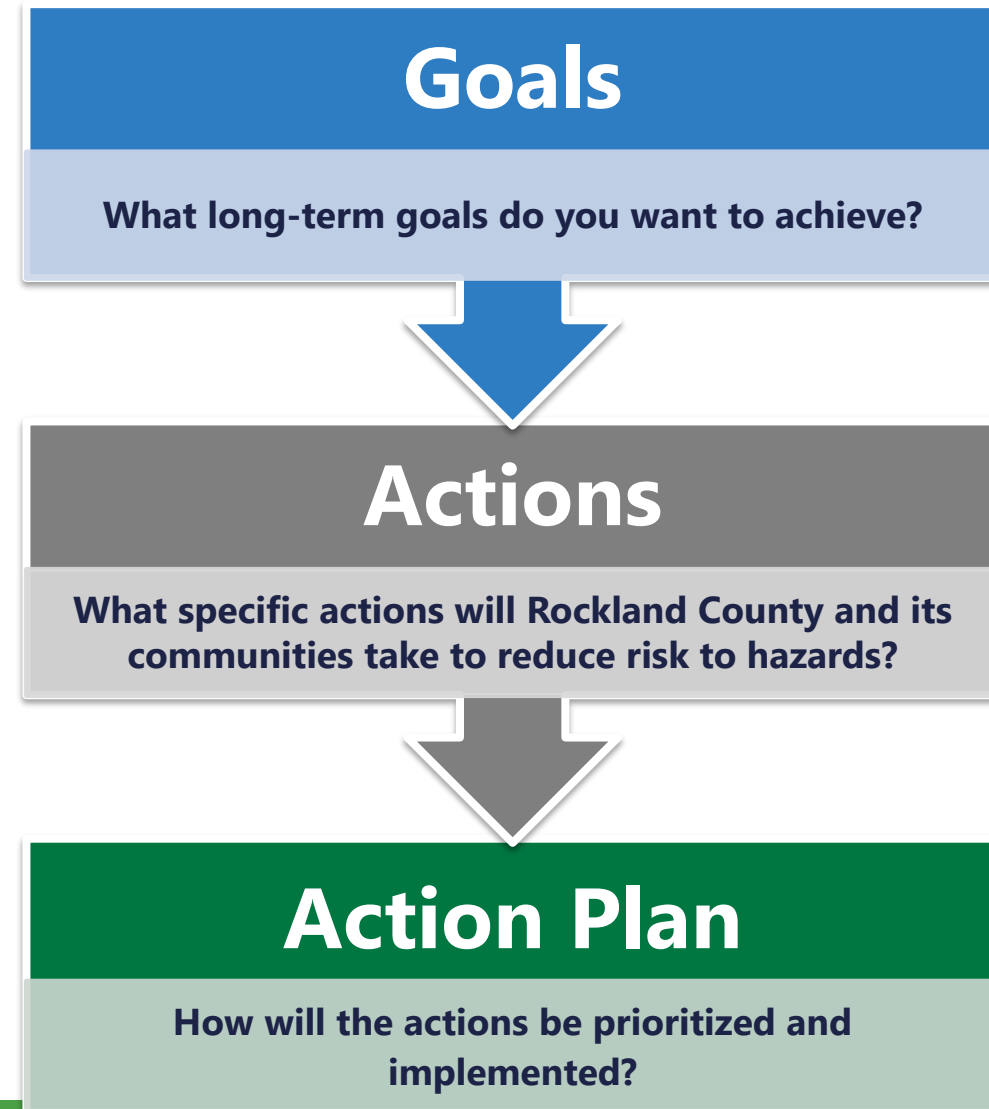 Goals
What long-term goals do you want to achieve?
Actions
What specific actions will Rockland County and its
communities take to reduce risk to hazards?
Action Plan
How will the actions be prioritized and
implemented?